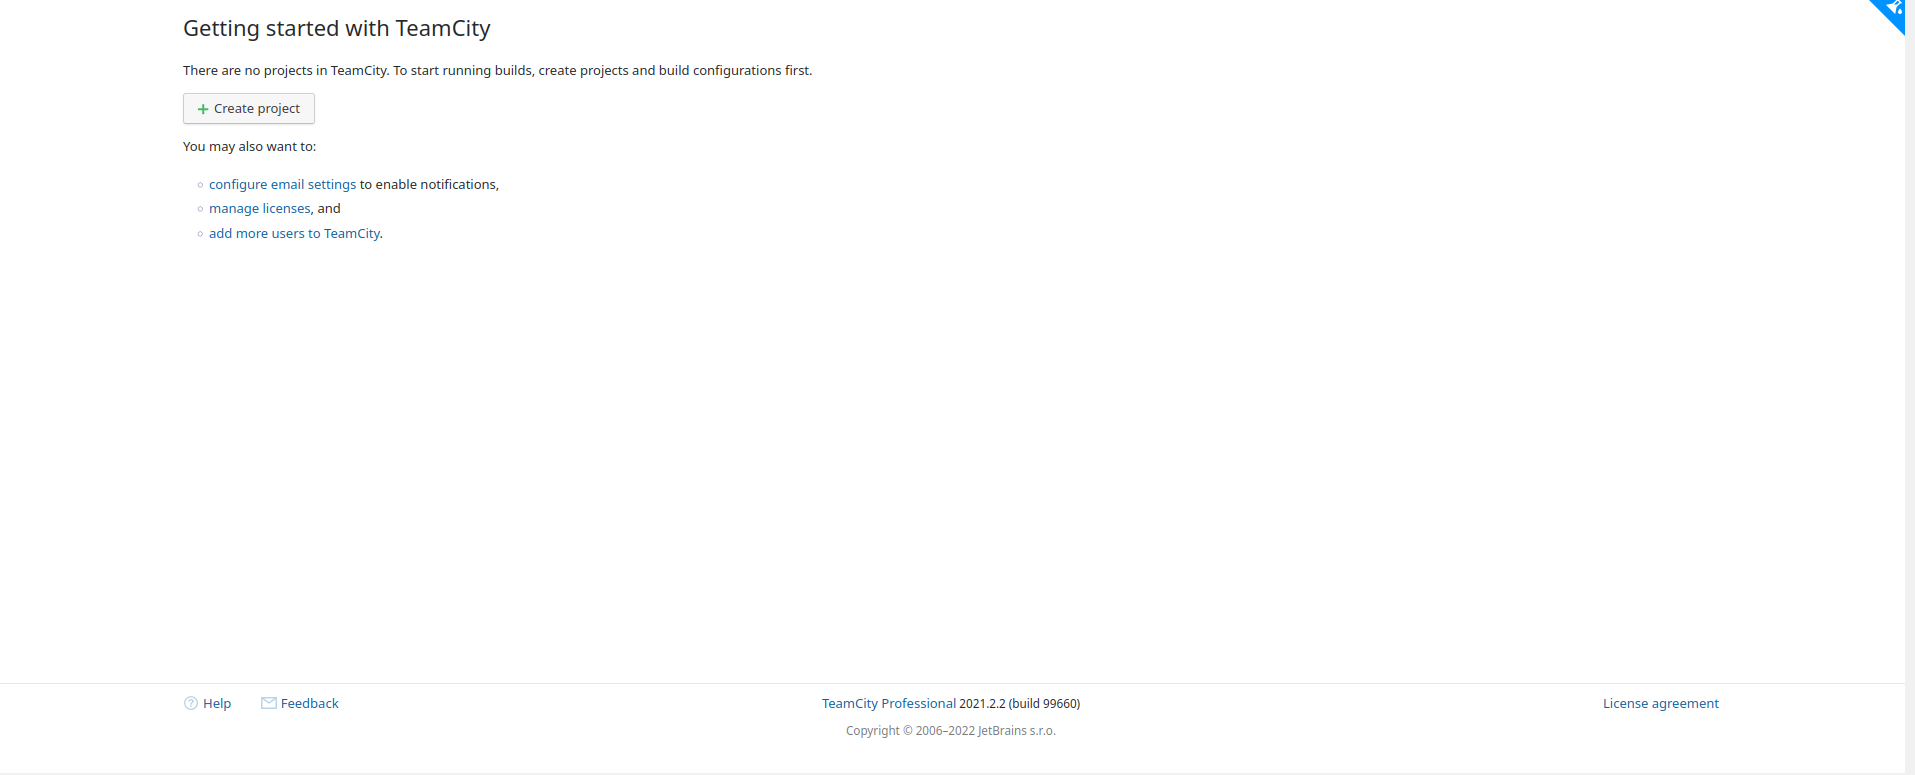 Getting started with TeamCity
There are no projects in TeamCity. To start running builds, create projects and build configurations first.
Create project
You may also want to:
configure email settings to enable notifications,
manage licenses, and
add more users to TeamCity.
Help Feedback TeamCity Professional 2021.2.2 (build 99660) License agreement
Copyright © 2006–2022 JetBrains s.r.o.